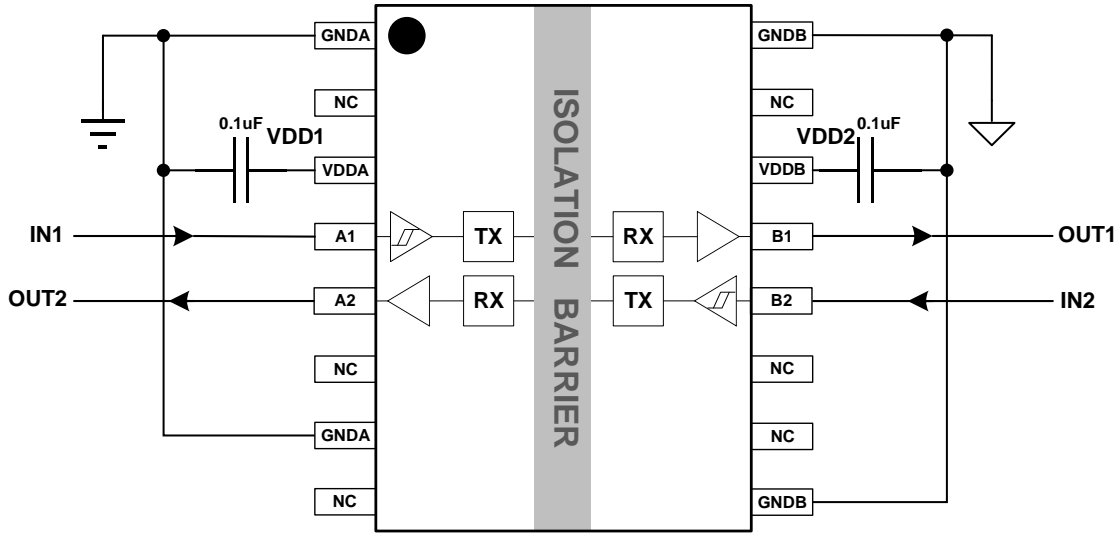 GNDA
GNDB
NC
NC
0.1uF
VDD1
VDD2
0.1uF
VDDA
VDDB
IN1
A1
TX
RX
B1
OUT1
OUT2
A2
RX
TX
B2
IN2
ISOLATION BARRIER
NC
NC
GNDA
NC
NC
GNDB